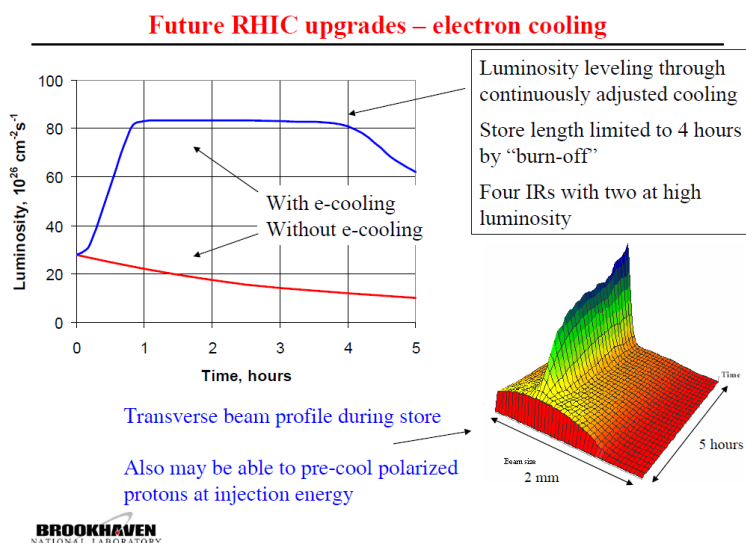 Future RHIC upgrades – electron cooling
Luminosity, 10²⁶ cm⁻²s⁻¹
100
80
60
40
20
0
0
1
2
3
4
5
Time, hours
With e-cooling
Without e-cooling
Luminosity leveling through
continuously adjusted cooling
Store length limited to 4 hours
by “burn-off”
Four IRs with two at high
luminosity
Time
5 hours
Beam size
2 mm
Transverse beam profile during store
Also may be able to pre-cool polarized
protons at injection energy
BROOKHAVEN
NATIONAL LABORATORY